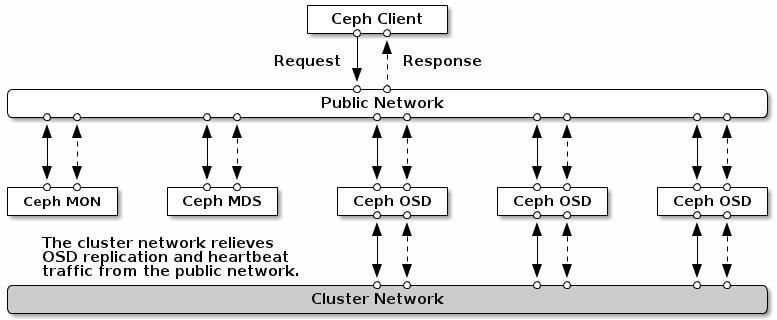 Ceph Client
Request
Response
Public Network
Ceph MON
Ceph MDS
Ceph OSD
Ceph OSD
Ceph OSD
The cluster network relieves
OSD replication and heartbeat
traffic from the public network.
Cluster Network